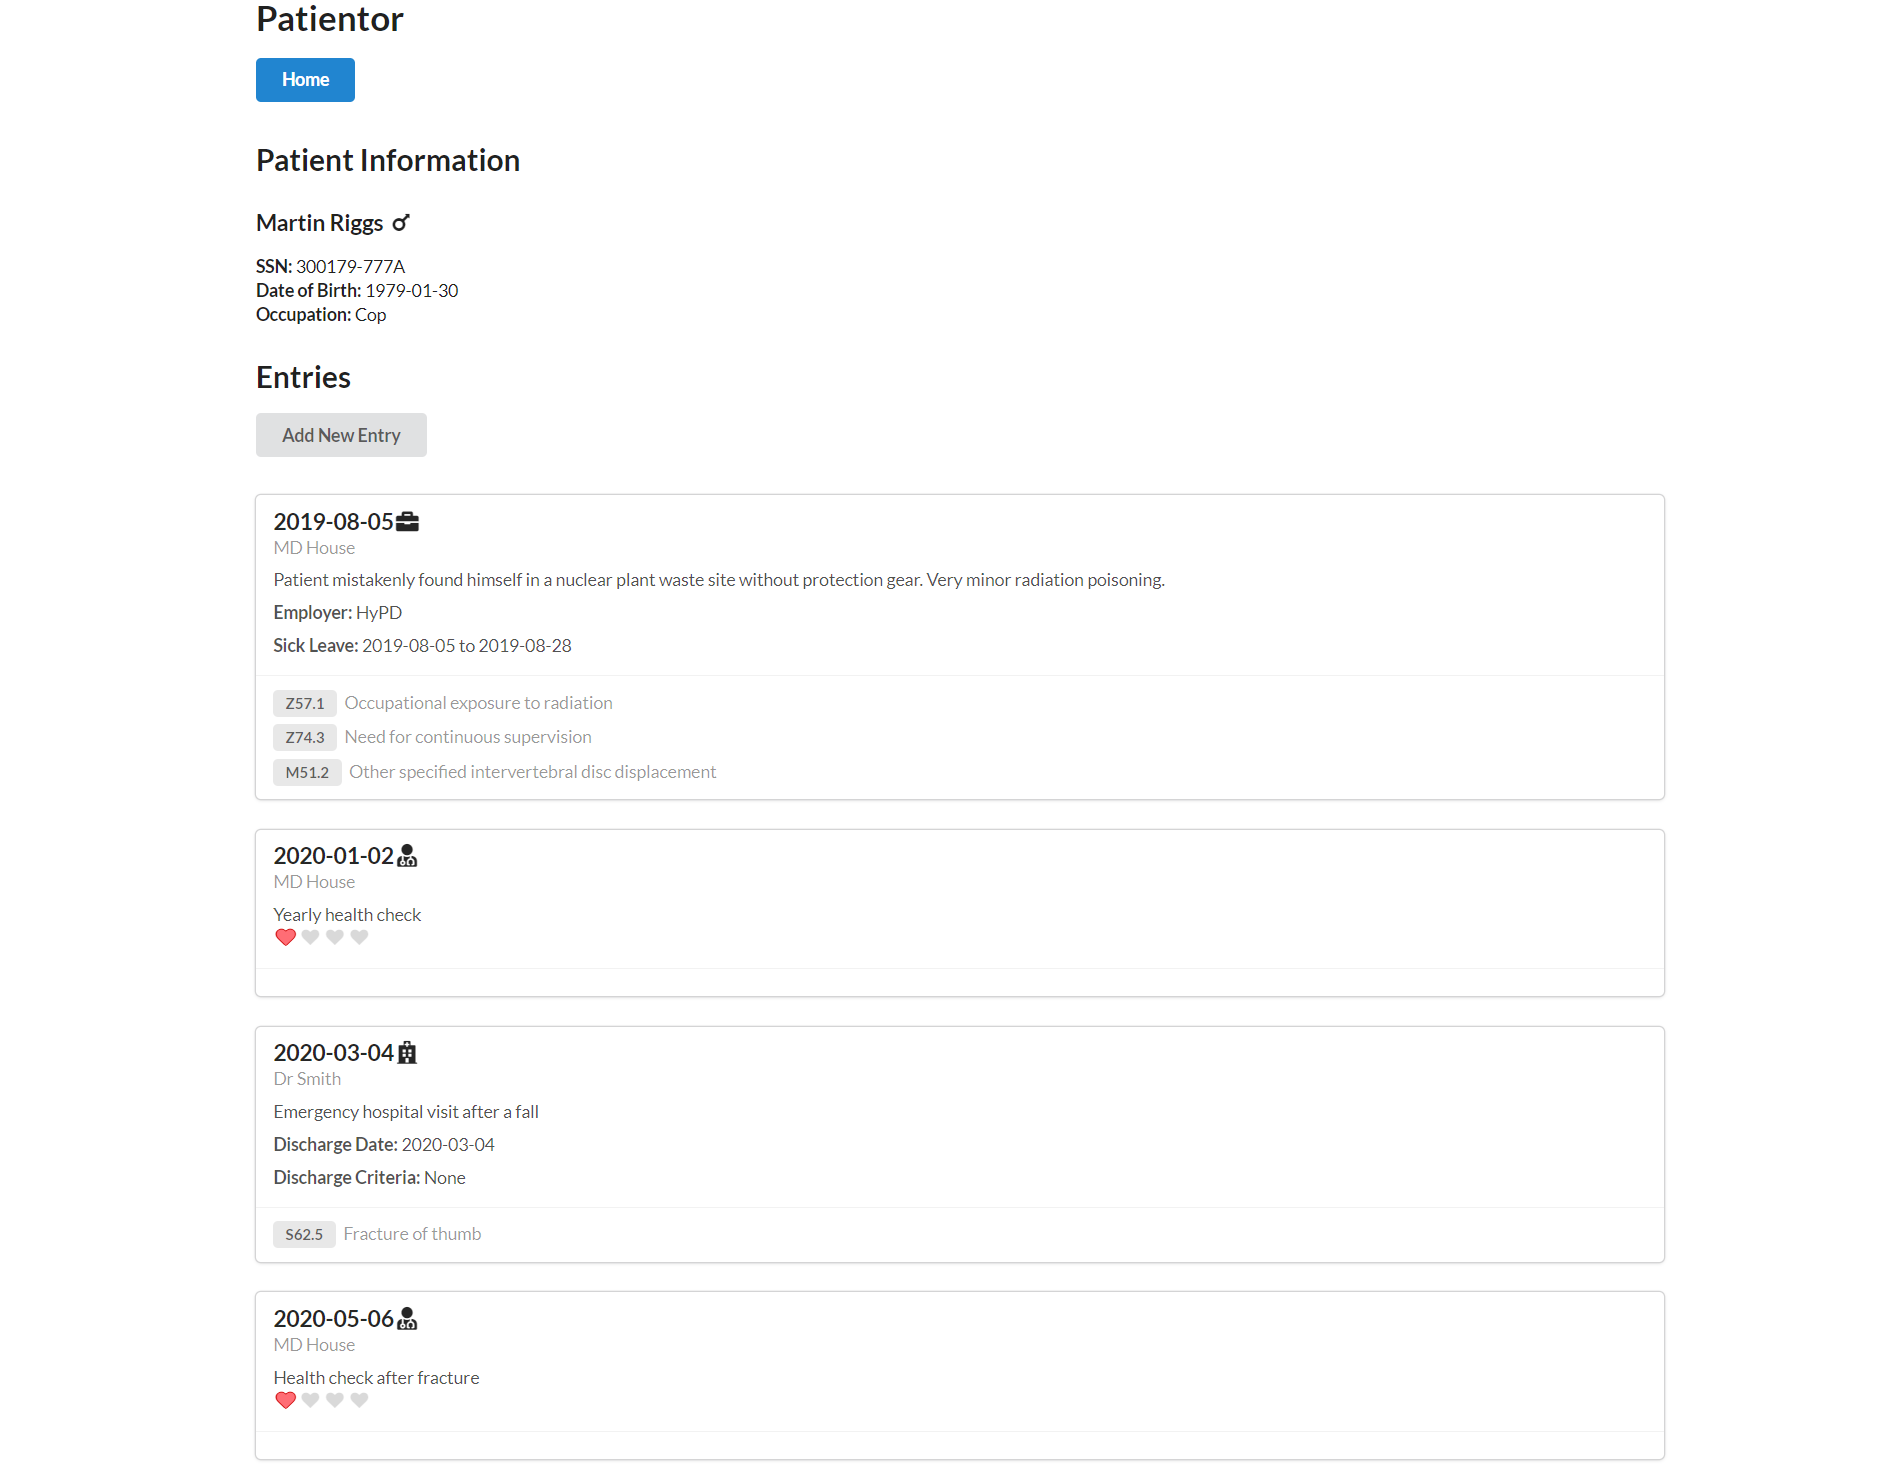 Patientor
Home
Patient Information
Martin Riggs
SSN: 300179-777A
Date of Birth: 1979-01-30
Occupation: Cop
Entries
Add New Entry
2019-08-05
MD House
Patient mistakenly found himself in a nuclear plant waste site without protection gear. Very minor radiation poisoning.
Employer: HyPD
Sick Leave: 2019-08-05 to 2019-08-28
Z57.1 Occupational exposure to radiation
Z74.3 Need for continuous supervision
M51.2 Other specified intervertebral disc displacement
2020-01-02
MD House
Yearly health check
2020-03-04
Dr Smith
Emergency hospital visit after a fall
Discharge Date: 2020-03-04
Discharge Criteria: None
S62.5 Fracture of thumb
2020-05-06
MD House
Health check after fracture